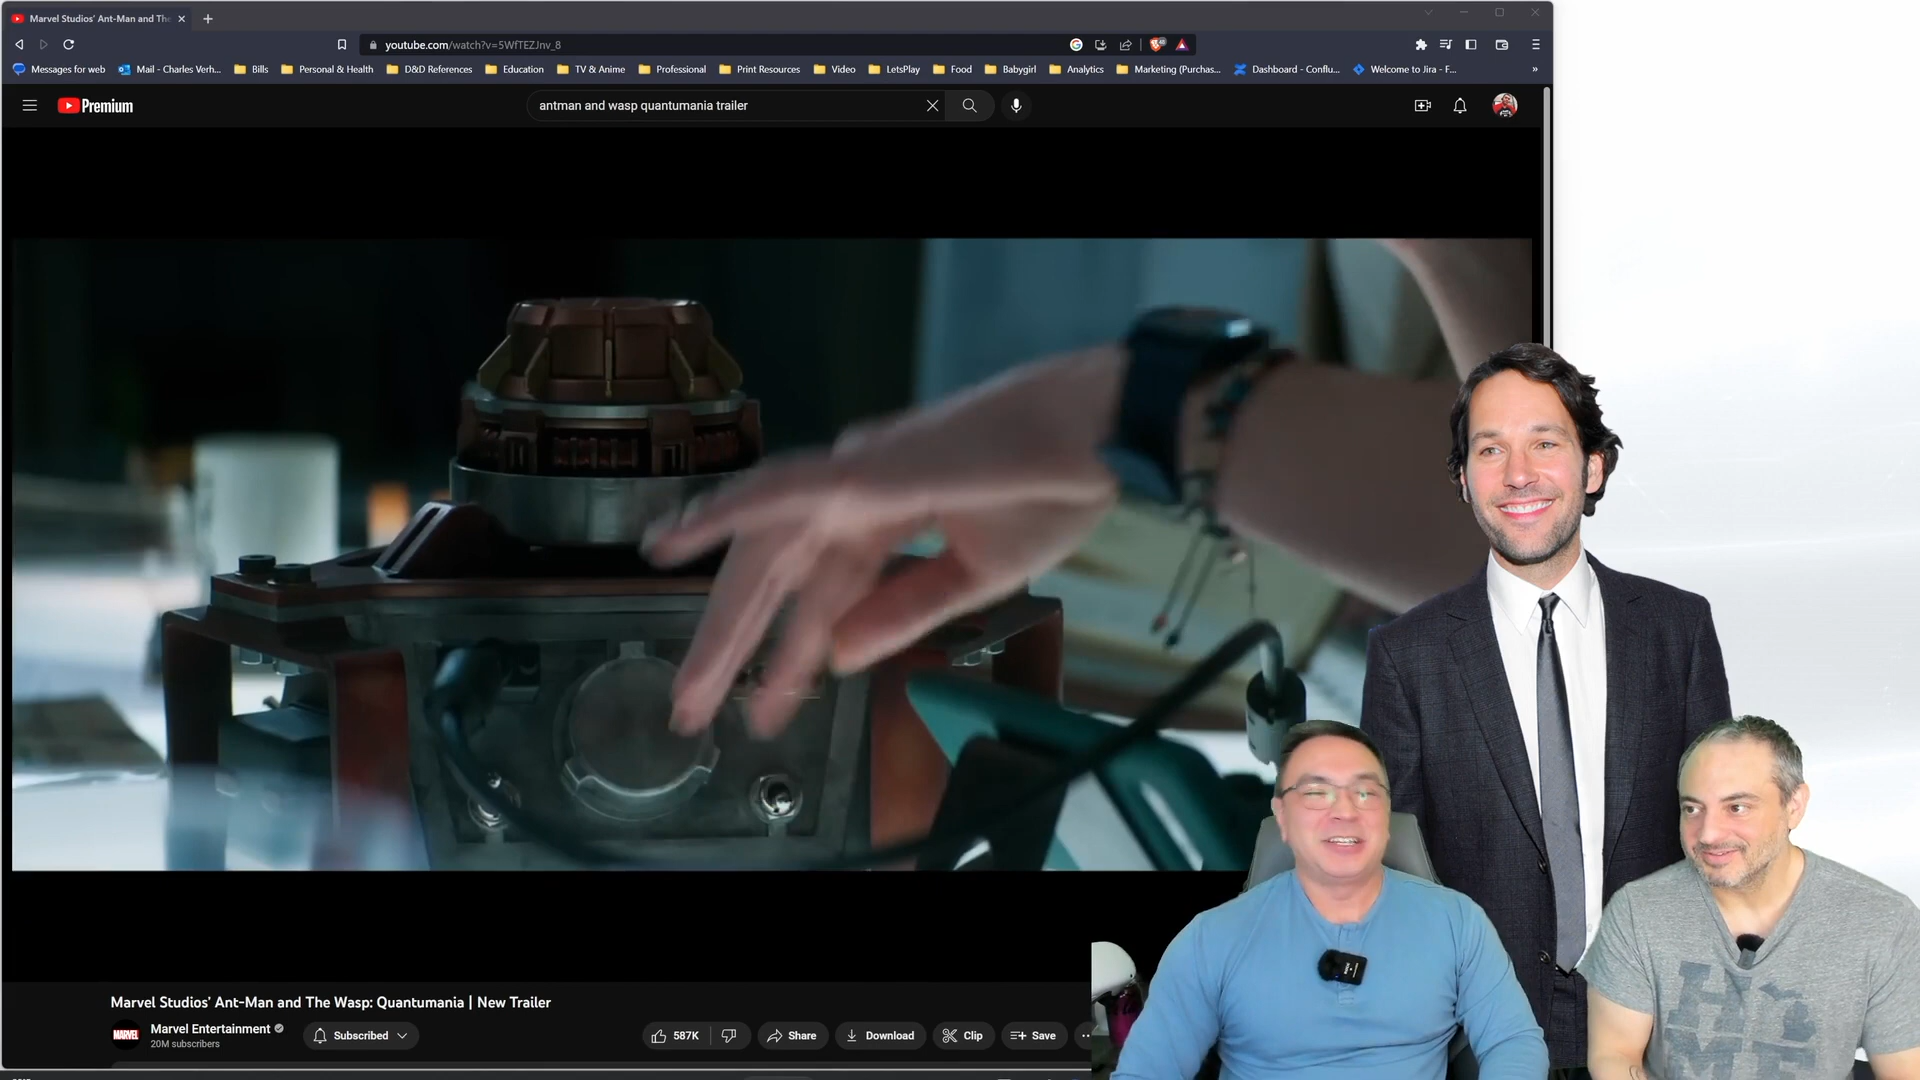 Marvel Studios' Ant-Man and The
youtube.com/watch?v=5WfTEZJnv_8
Messages for web
Mail - Charles Verh...
Bills
Personal & Health
D&D References
Education
TV & Anime
Professional
Print Resources
Video
LetsPlay
Food
Babygirl
Analytics
Marketing (Purchas...
Dashboard - Conflu...
Welcome to Jira - F...
»
Premium
antman and wasp quantumania trailer
Marvel Studios' Ant-Man and The Wasp: Quantumania | New Trailer
MARVEL
Marvel Entertainment
20M subscribers
Subscribed
587K
Share
Download
Clip
Save
HOME